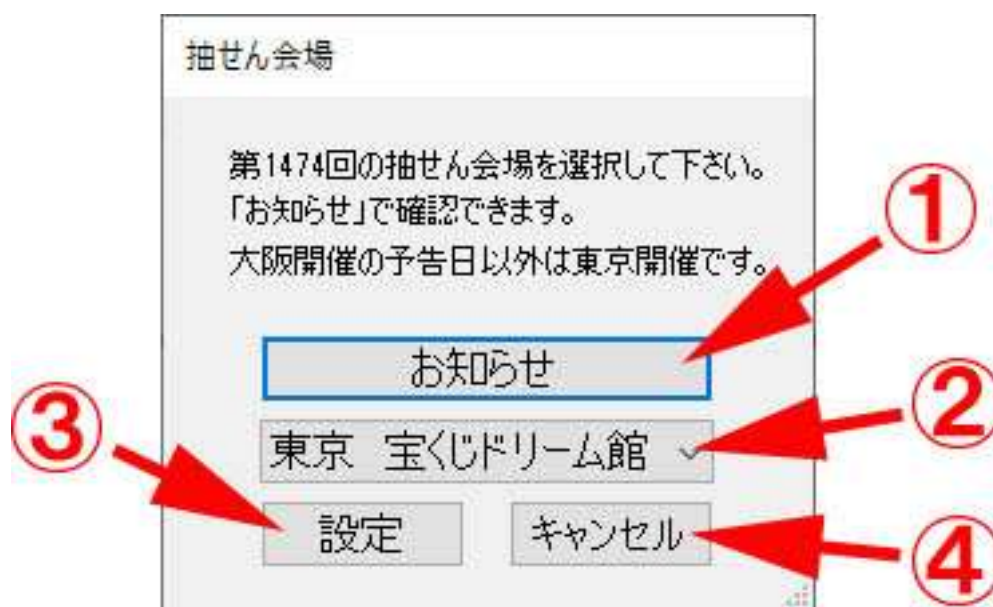 抽せん会場
第1474回の抽せん会場を選択して下さい。
「お知らせ」で確認できます。
大阪開催の予告日以外は東京開催です。
①
お知らせ
②
東京 宝くじドリーム館
③
設定
キャンセル
④